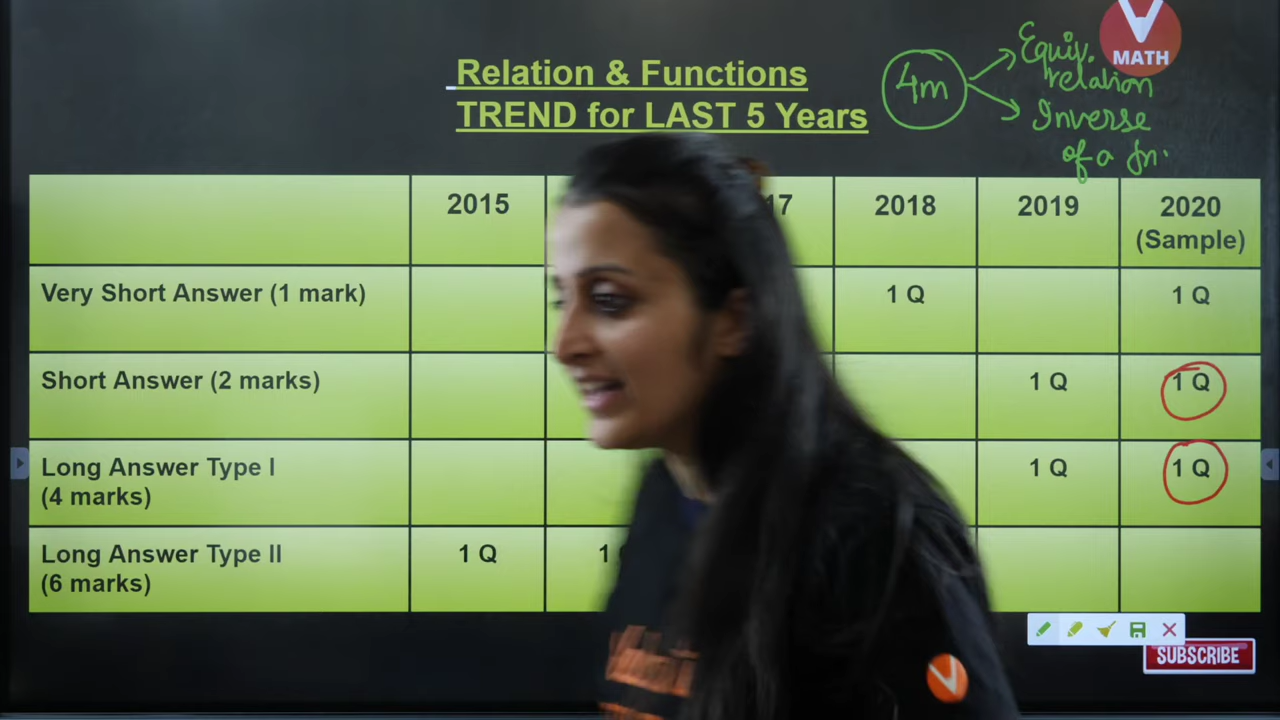 V
MATH
Relation & Functions
TREND for LAST 5 Years
4m
Equiv.
relation
Inverse
of a fn.
2015 17 2018 2019 2020
(Sample)
Very Short Answer (1 mark) 1 Q 1 Q
Short Answer (2 marks) 1 Q 1 Q
Long Answer Type I 1 Q 1 Q
(4 marks)
Long Answer Type II 1 Q 1
(6 marks)
SUBSCRIBE